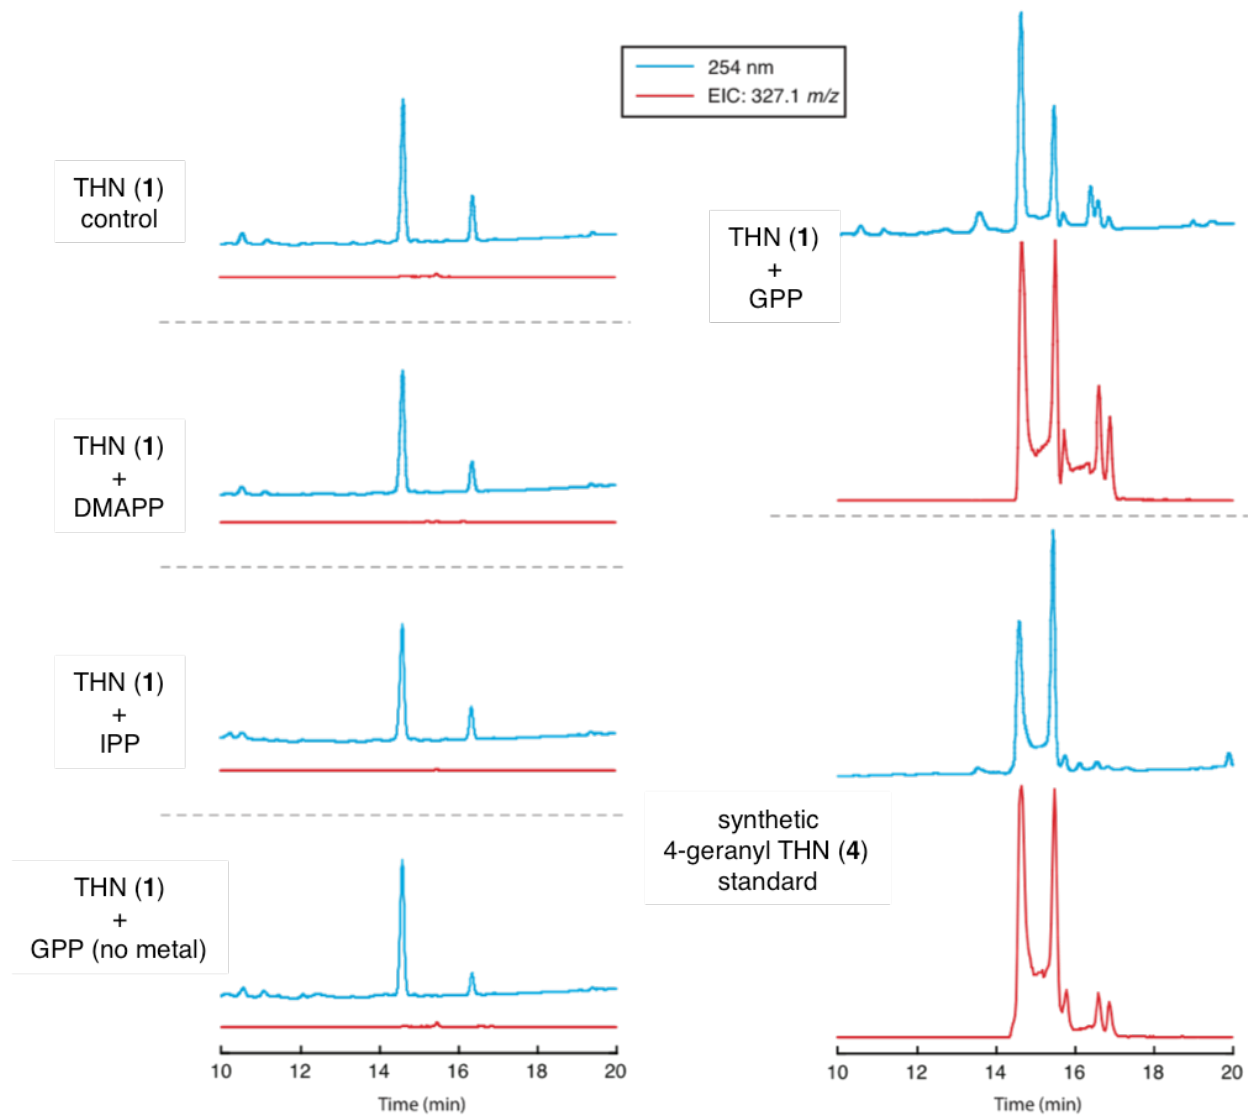 254 nm
EIC: 327.1 m/z
THN (1)
control
THN (1)
+
DMAPP
THN (1)
+
IPP
THN (1)
+
GPP (no metal)
10 12 14 16 18 20
Time (min)
THN (1)
+
GPP
synthetic
4-geranyl THN (4)
standard
10 12 14 16 18 20
Time (min)